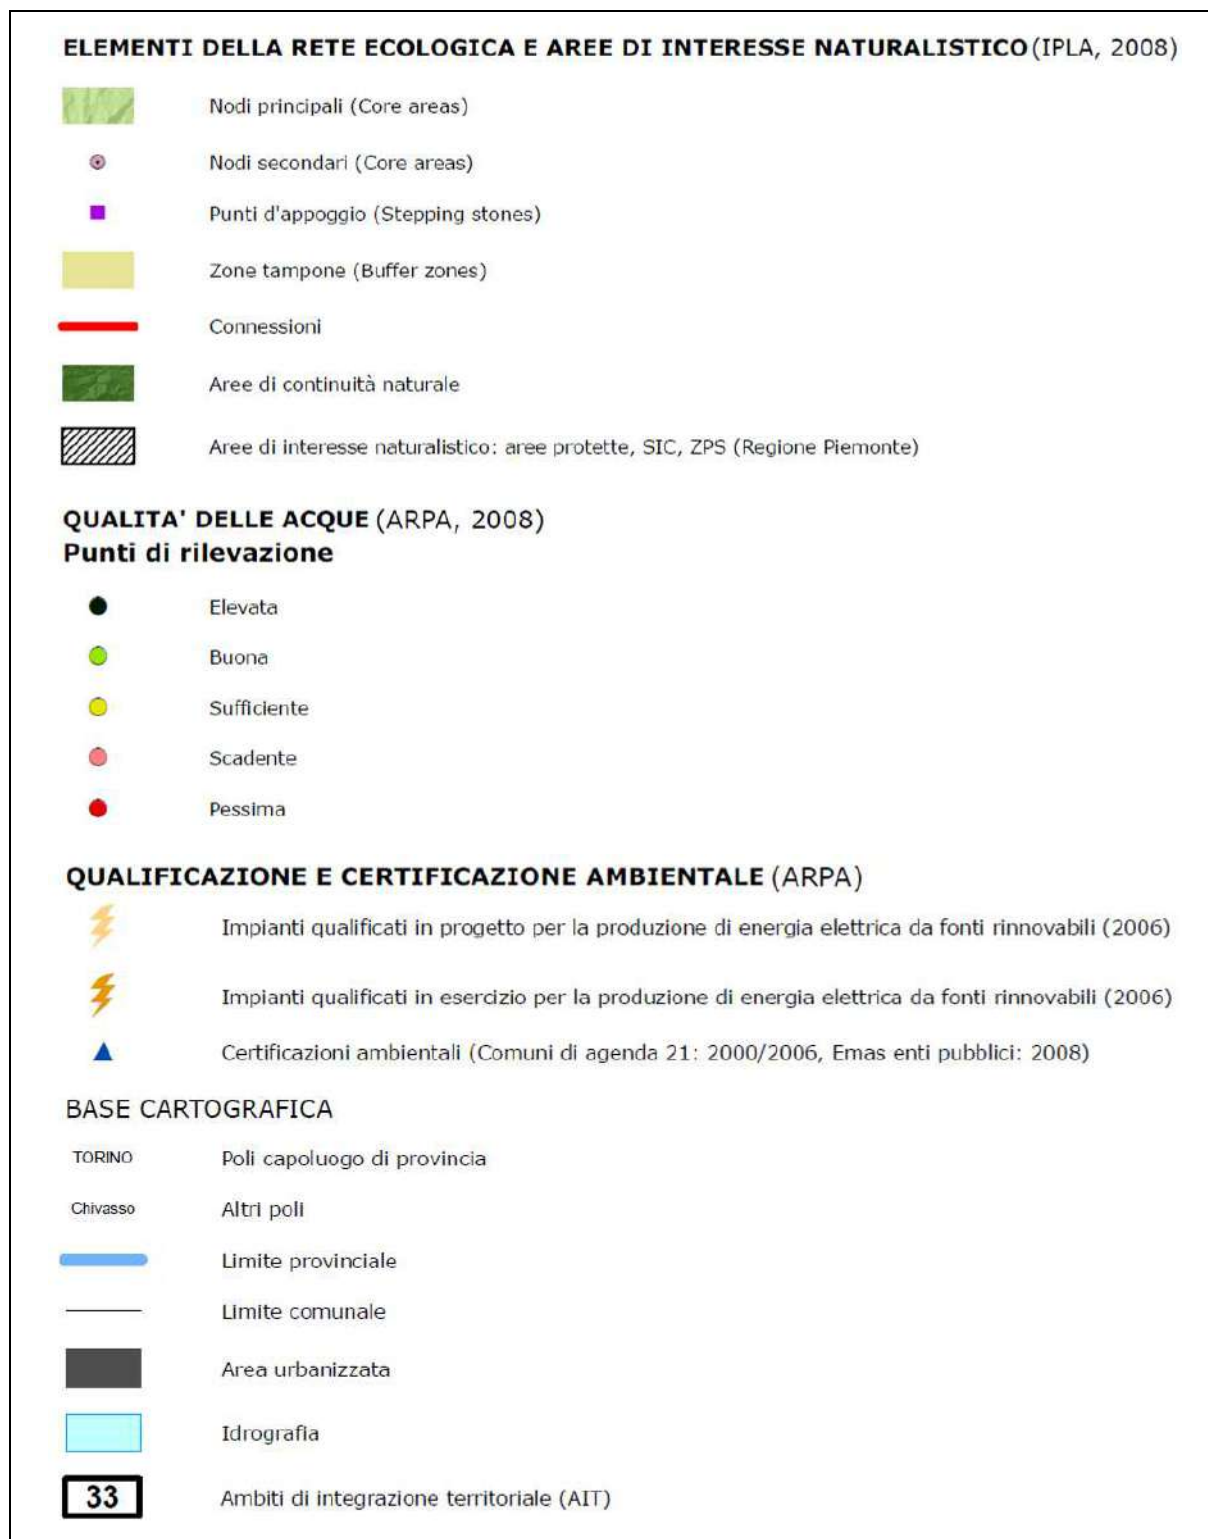 ELEMENTI DELLA RETE ECOLOGICA E AREE DI INTERESSE NATURALISTICO (IPLA, 2008)
Nodi principali (Core areas)
Nodi secondari (Core areas)
Punti d'appoggio (Stepping stones)
Zone tampone (Buffer zones)
Connessioni
Aree di continuità naturale
Aree di interesse naturalistico: aree protette, SIC, ZPS (Regione Piemonte)
QUALITA' DELLE ACQUE (ARPA, 2008)
Punti di rilevazione
Elevata
Buona
Sufficiente
Scadente
Pessima
QUALIFICAZIONE E CERTIFICAZIONE AMBIENTALE (ARPA)
Impianti qualificati in progetto per la produzione di energia elettrica da fonti rinnovabili (2006)
Impianti qualificati in esercizio per la produzione di energia elettrica da fonti rinnovabili (2006)
Certificazioni ambientali (Comuni di agenda 21: 2000/2006, Emas enti pubblici: 2008)
BASE CARTOGRAFICA
TORINO Poli capoluogo di provincia
Chivasso Altri poli
Limite provinciale
Limite comunale
Area urbanizzata
Idrografia
33 Ambiti di integrazione territoriale (AIT)